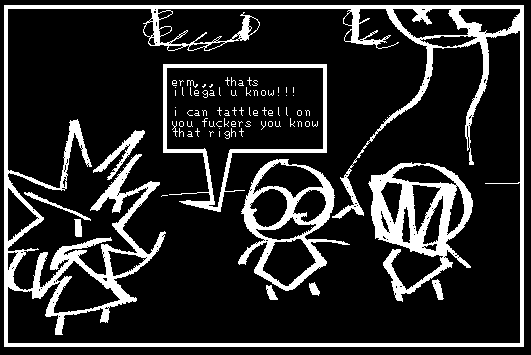 erm,,, thats
illegal u know!!!
i can tattletell on
you fuckers you know
that right